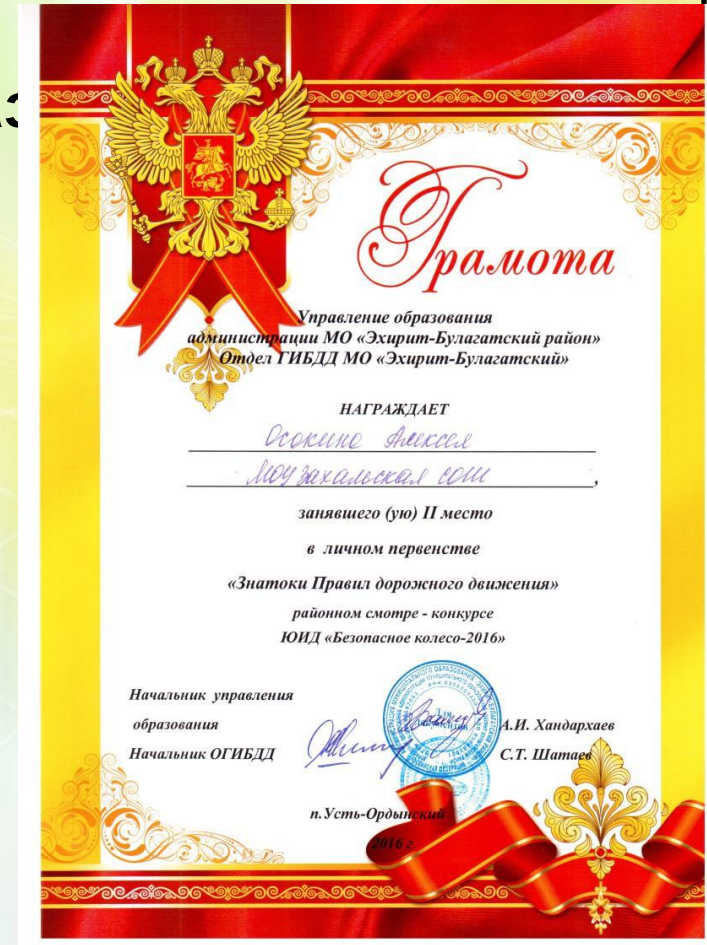 Грамота
Управление образования
администрации МО «Эхирит-Булагатский район»
Отдел ГИБДД МО «Эхирит-Булагатский»
НАГРАЖДАЕТ
Осокина Алексея
МОУ Захальская СОШ,
занявшего (ую) II место
в личном первенстве
«Знатоки Правил дорожного движения»
районном смотре - конкурсе
ЮИД «Безопасное колесо-2016»
Начальник управления
образования А.И. Хандархаев
Начальник ОГИБДД С.Т. Шатаев
п.Усть-Ордынский
2016 г